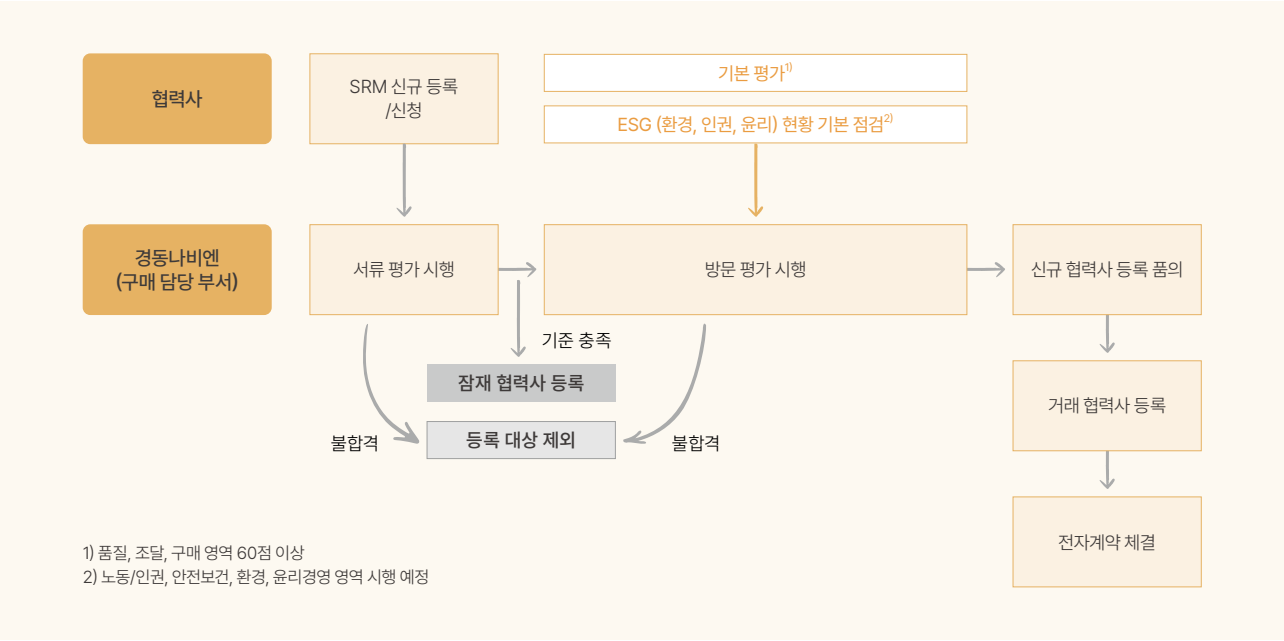 협력사
SRM 신규 등록
/신청
기본 평가1)
ESG (환경, 인권, 윤리) 현황 기본 점검2)
경동나비엔
(구매 담당 부서)
서류 평가 시행
방문 평가 시행
신규 협력사 등록 품의
기준 충족
잠재 협력사 등록
거래 협력사 등록
불합격
등록 대상 제외
불합격
전자계약 체결
1) 품질, 조달, 구매 영역 60점 이상
2) 노동/인권, 안전보건, 환경, 윤리경영 영역 시행 예정